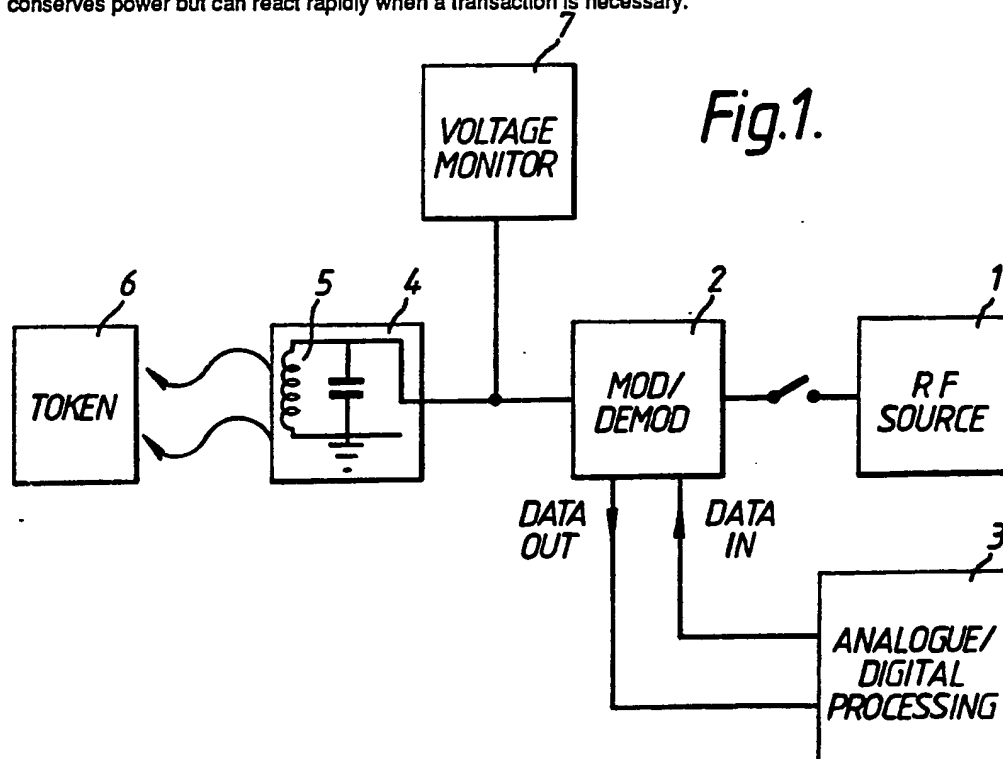 conserves power but can react rapidly when a transaction is necessary.
7
VOLTAGE
MONITOR
Fig.1.
6
5
4
2
1
TOKEN
MOD/
DEMOD
RF
SOURCE
DATA
OUT
DATA
IN
3
ANALOGUE/
DIGITAL
PROCESSING